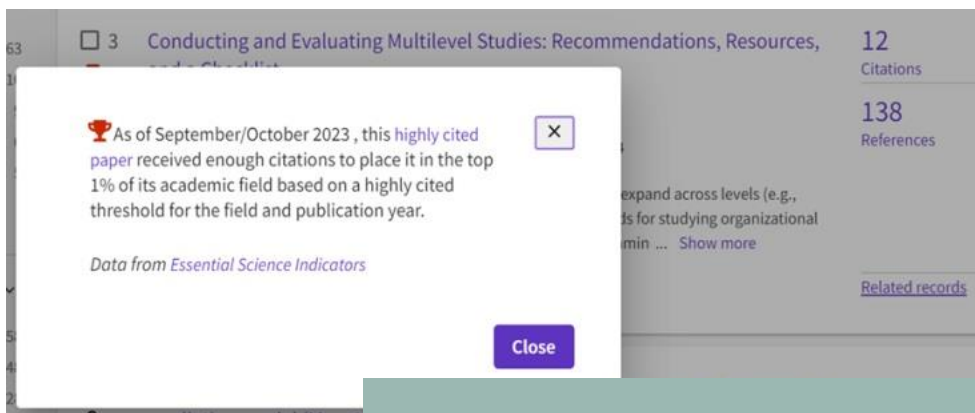 63
3 Conducting and Evaluating Multilevel Studies: Recommendations, Resources,
12
Citations
138
References
As of September/October 2023 , this highly cited
paper received enough citations to place it in the top
1% of its academic field based on a highly cited
threshold for the field and publication year.
Data from Essential Science Indicators
×
Close
expand across levels (e.g.,
for studying organizational
... Show more
Related records